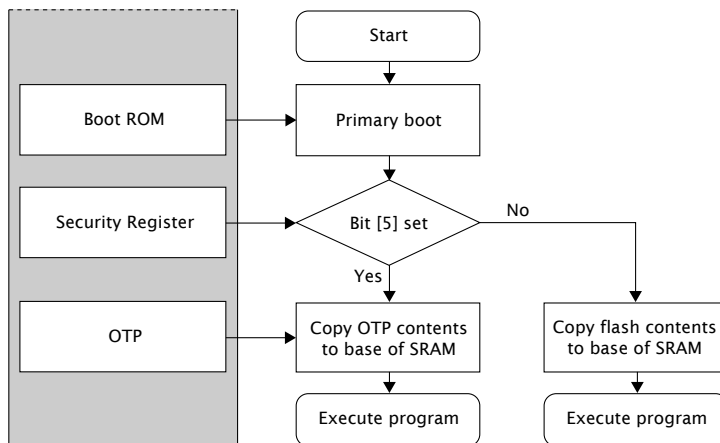 Start
Boot ROM
Primary boot
Security Register
Bit [5] set
No
Yes
OTP
Copy OTP contents
to base of SRAM
Copy flash contents
to base of SRAM
Execute program
Execute program